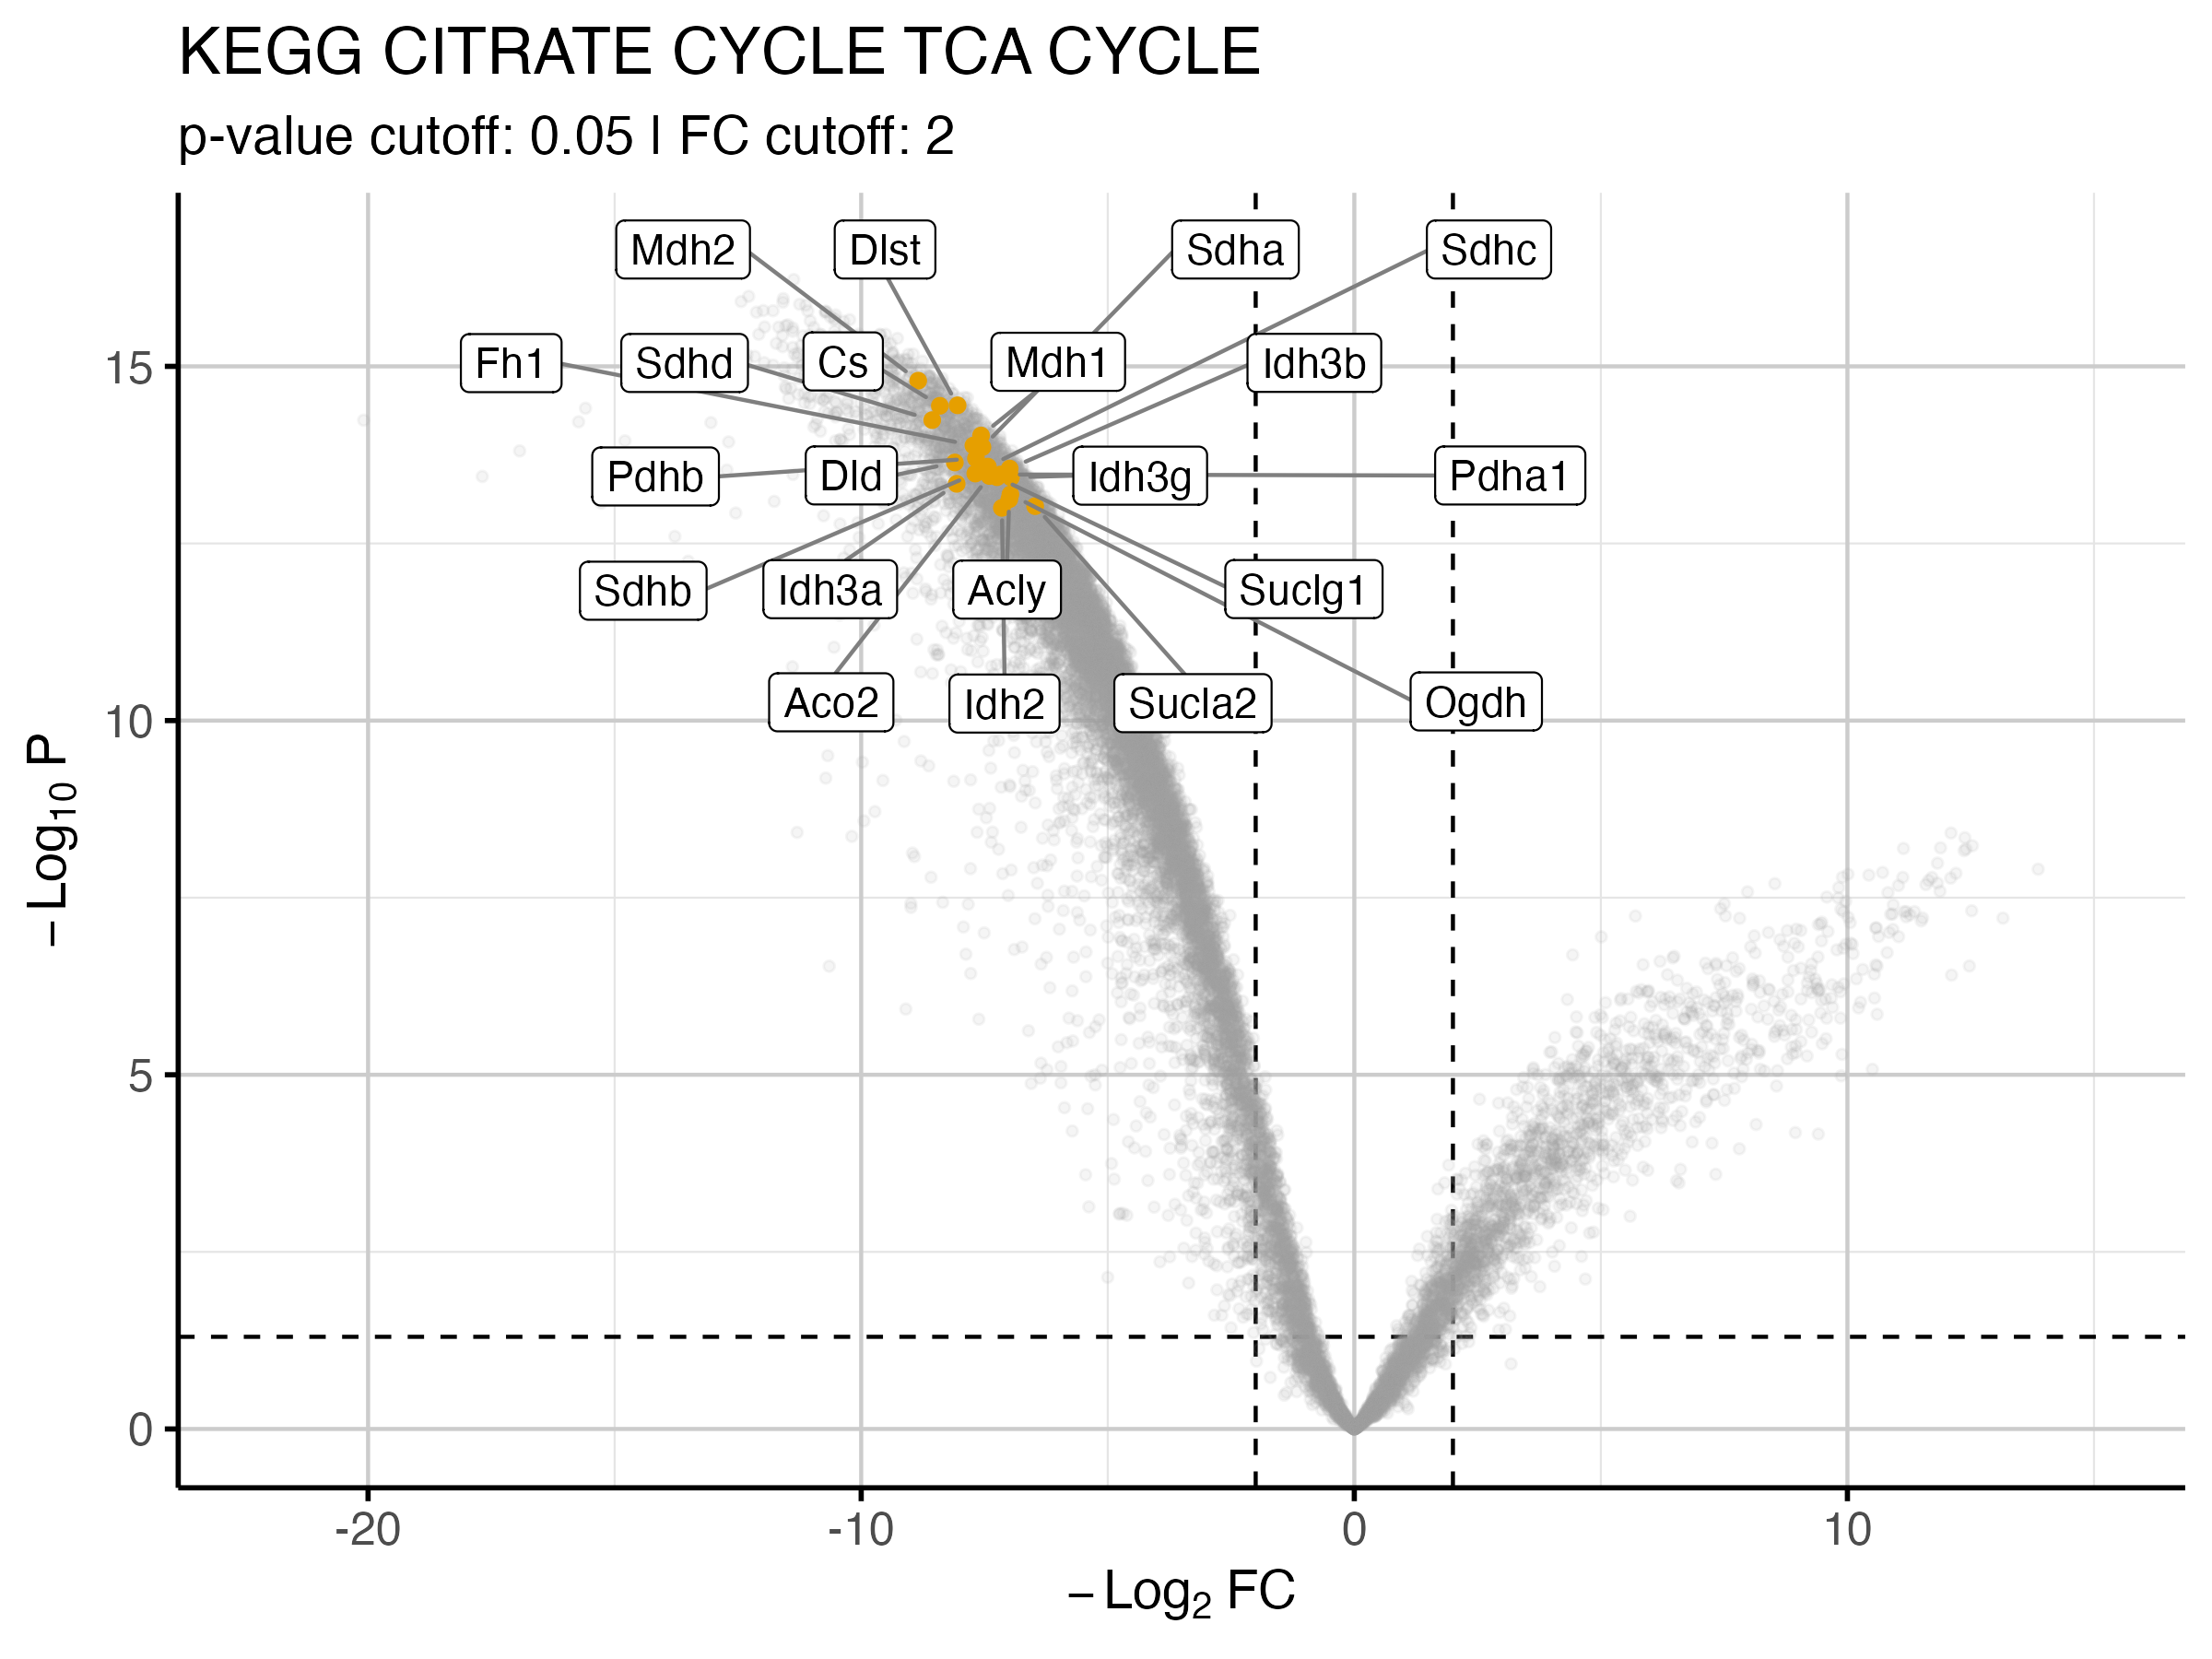 KEGG CITRATE CYCLE TCA CYCLE
p-value cutoff: 0.05 | FC cutoff: 2
Mdh2 Dlst Sdha Sdhc
Fh1 Sdhd Cs Mdh1 Idh3b
Pdhb Dld Idh3g Pdha1
Sdhb Idh3a Acly Suclg1
Aco2 Idh2 Sucla2 Ogdh
15
10
5
0
– Log10 P
-20 -10 0 10
– Log2 FC